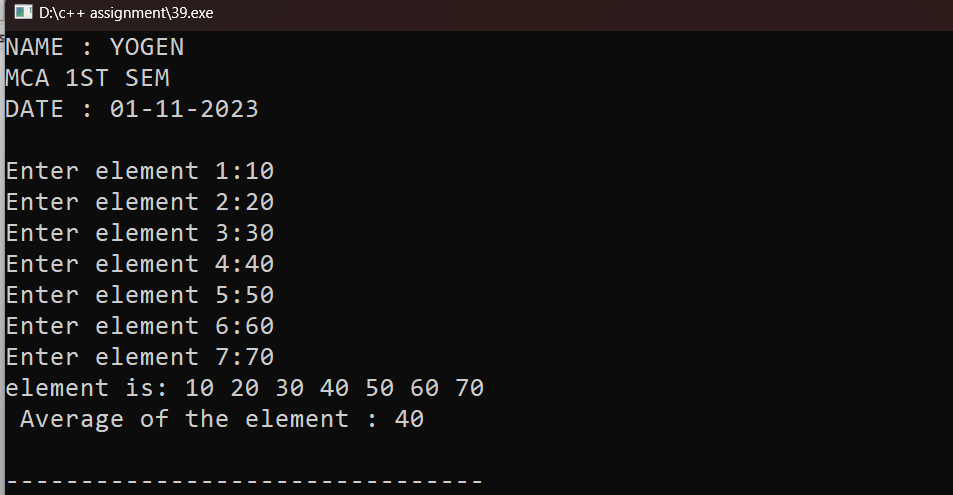 D:\c++ assignment\39.exe
NAME : YOGEN
MCA 1ST SEM
DATE : 01-11-2023
Enter element 1:10
Enter element 2:20
Enter element 3:30
Enter element 4:40
Enter element 5:50
Enter element 6:60
Enter element 7:70
element is: 10 20 30 40 50 60 70
 Average of the element : 40
--------------------------------